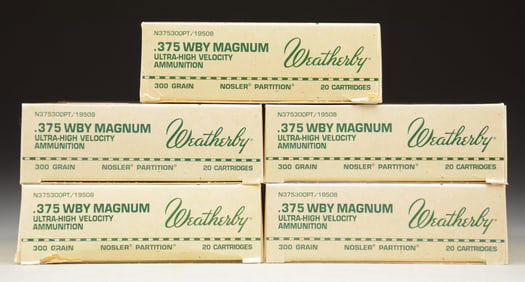 N375300PT/19508
.375 WBY MAGNUM
ULTRA-HIGH VELOCITY
AMMUNITION
Weatherby®
300 GRAIN NOSLER® PARTITION® 20 CARTRIDGES
N375300PT/19508
.375 WBY MAGNUM
ULTRA-HIGH VELOCITY
AMMUNITION
Weatherby®
300 GRAIN NOSLER® PARTITION® 20 CARTRIDGES
N375300PT/19508
.375 WBY MAGNUM
ULTRA-HIGH VELOCITY
AMMUNITION
Weatherby®
300 GRAIN NOSLER® PARTITION® 20 CARTRIDGES
N375300PT/19508
.375 WBY MAGNUM
ULTRA-HIGH VELOCITY
AMMUNITION
Weatherby®
300 GRAIN NOSLER® PARTITION® 20 CARTRIDGES
N375300PT/19508
.375 WBY MAGNUM
ULTRA-HIGH VELOCITY
AMMUNITION
Weatherby®
300 GRAIN NOSLER® PARTITION® 20 CARTRIDGES